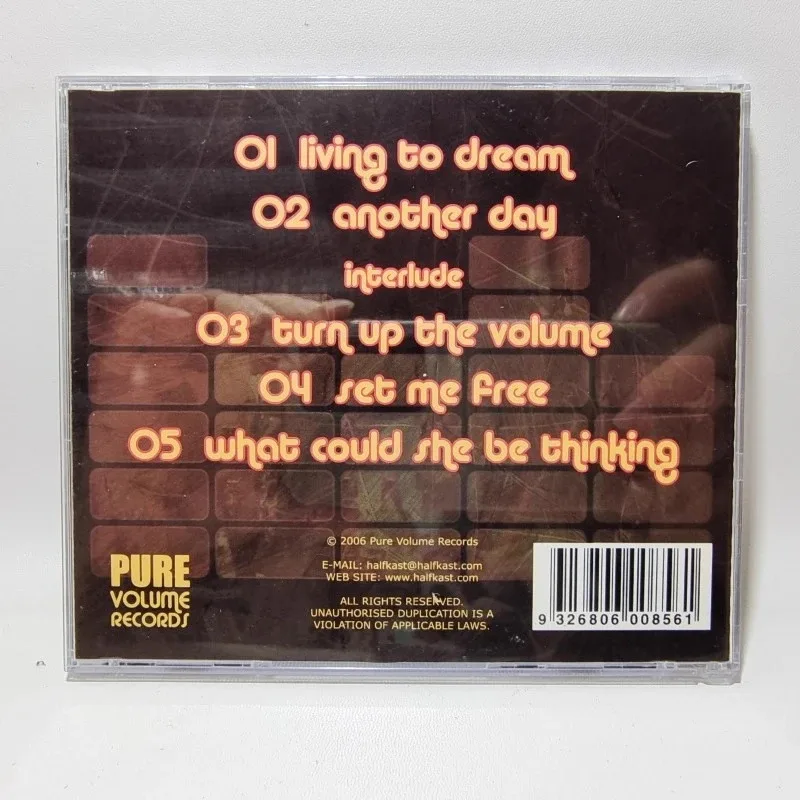 01 living to dream
02 another day
interlude
03 turn up the volume
04 set me free
05 what could she be thinking
© 2006 Pure Volume Records
E-MAIL: halfkast@halfkast.com
WEB SITE: www.halfkast.com
ALL RIGHTS RESERVED.
UNAUTHORISED DUPLICATION IS A
VIOLATION OF APPLICABLE LAWS.
PURE
VOLUME
RECORDS
9 326806 008561